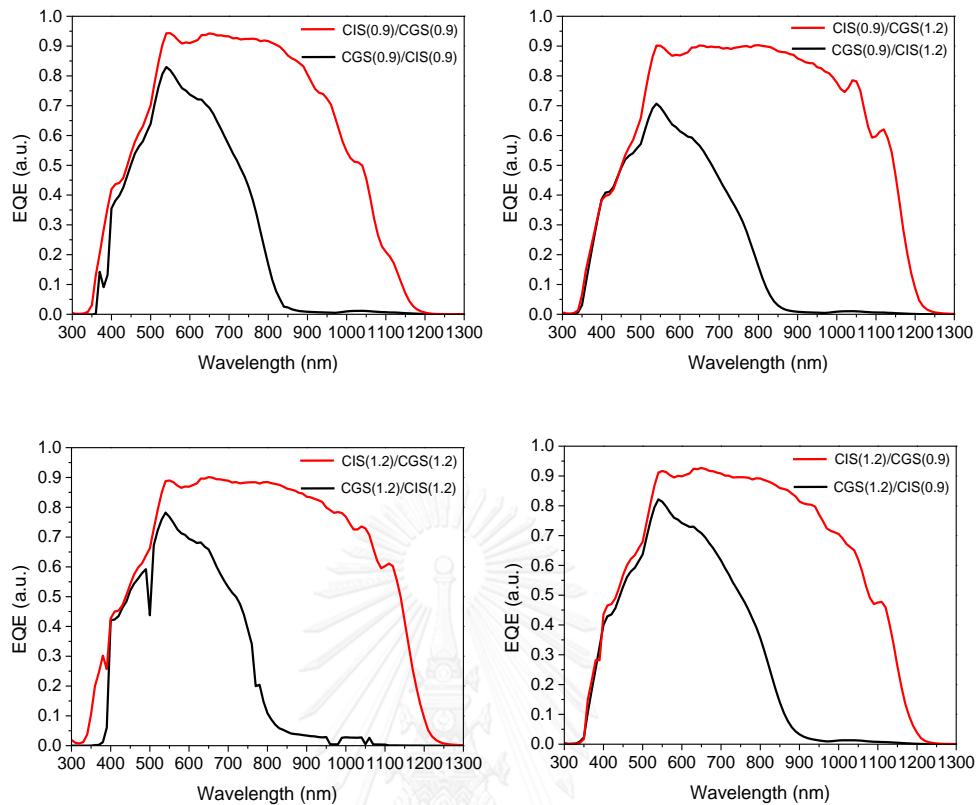 CIS(0.9)/CGS(0.9)
CGS(0.9)/CIS(0.9)
EQE (a.u.)
1.0
0.9
0.8
0.7
0.6
0.5
0.4
0.3
0.2
0.1
0.0
300 400 500 600 700 800 900 1000 1100 1200 1300
Wavelength (nm)
CIS(0.9)/CGS(1.2)
CGS(0.9)/CIS(1.2)
EQE (a.u.)
1.0
0.9
0.8
0.7
0.6
0.5
0.4
0.3
0.2
0.1
0.0
300 400 500 600 700 800 900 1000 1100 1200 1300
Wavelength (nm)
CIS(1.2)/CGS(1.2)
CGS(1.2)/CIS(1.2)
EQE (a.u.)
1.0
0.9
0.8
0.7
0.6
0.5
0.4
0.3
0.2
0.1
0.0
300 400 500 600 700 800 900 1000 1100 1200 1300
Wavelength (nm)
CIS(1.2)/CGS(0.9)
CGS(1.2)/CIS(0.9)
EQE (a.u.)
1.0
0.9
0.8
0.7
0.6
0.5
0.4
0.3
0.2
0.1
0.0
300 400 500 600 700 800 900 1000 1100 1200 1300
Wavelength (nm)